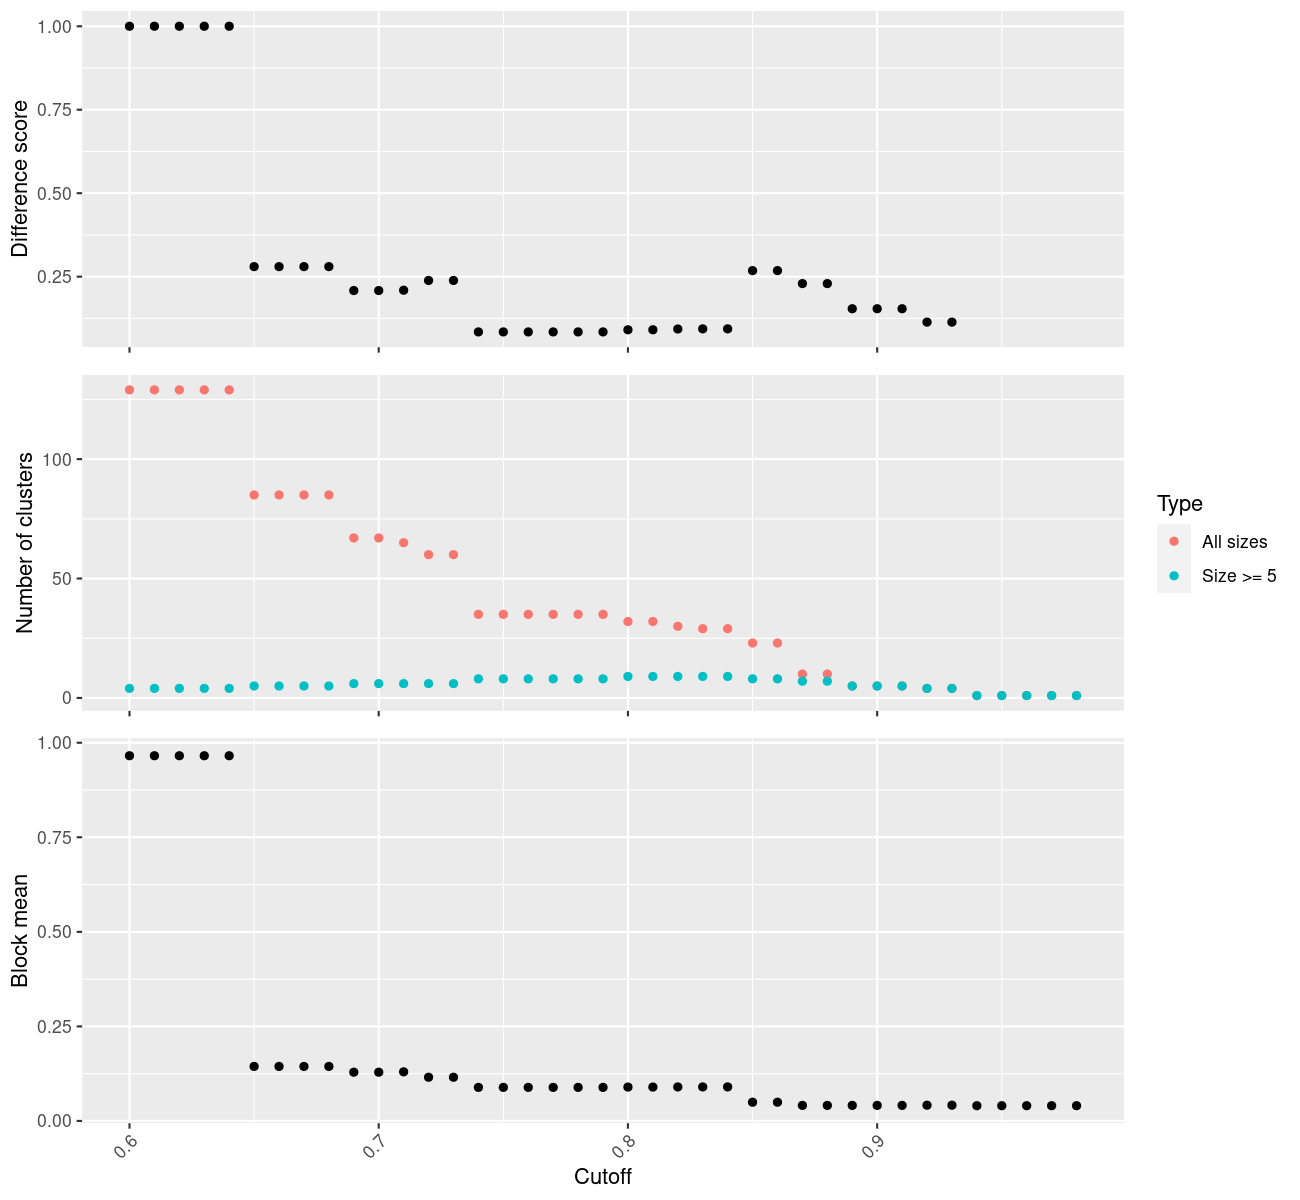 Difference score
1.00
0.75
0.50
0.25
Number of clusters
100
50
0
Type
All sizes
Size >= 5
Block mean
1.00
0.75
0.50
0.25
0.00
0.6 0.7 0.8 0.9
Cutoff